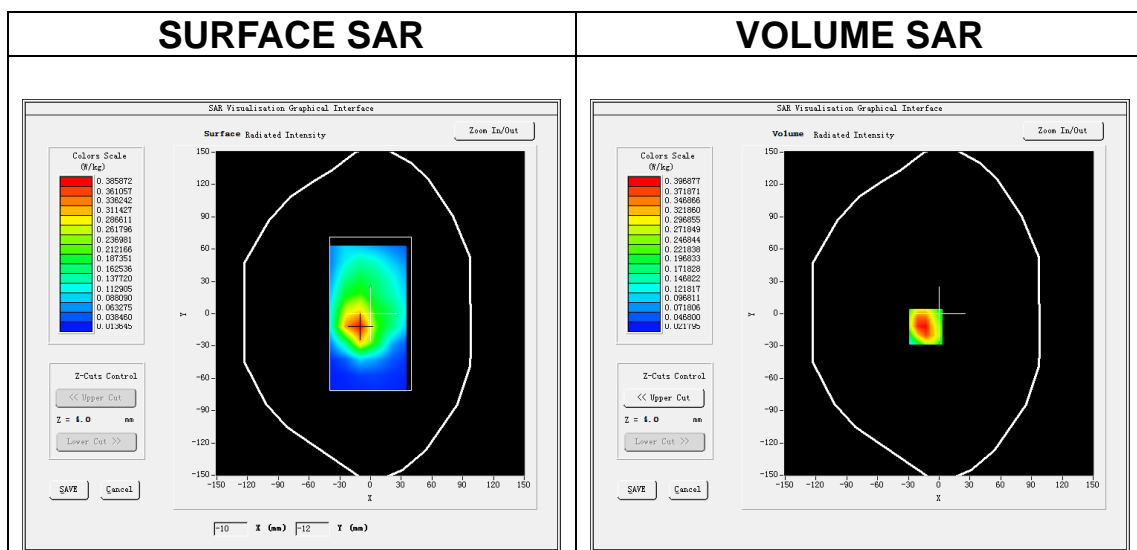 SURFACE SAR
VOLUME SAR
SAR Visualisation Graphical Interface
Surface Radiated Intensity
Zoom In/Out
Colors Scale
(W/kg)
0.385872
0.361057
0.336242
0.311427
0.286611
0.261796
0.236981
0.212166
0.187351
0.162536
0.137720
0.112905
0.088090
0.063275
0.038460
0.013645
150
120
90
60
30
0
-30
-60
-90
-120
-150
Y
-150 -120 -90 -60 -30 0 30 60 90 120 150
X
Z-Cuts Control
<< Upper Cut
Z = 4.0 mm
Lower Cut >>
SAVE Cancel
-10 X (mm) -12 Y (mm)
SAR Visualisation Graphical Interface
Volume Radiated Intensity
Zoom In/Out
Colors Scale
(W/kg)
0.396877
0.371871
0.346866
0.321860
0.296855
0.271849
0.246844
0.221838
0.196833
0.171828
0.146822
0.121817
0.096811
0.071806
0.046800
0.021795
150
120
90
60
30
0
-30
-60
-90
-120
-150
Y
-150 -120 -90 -60 -30 0 30 60 90 120 150
X
Z-Cuts Control
<< Upper Cut
Z = 4.0 mm
Lower Cut >>
SAVE Cancel